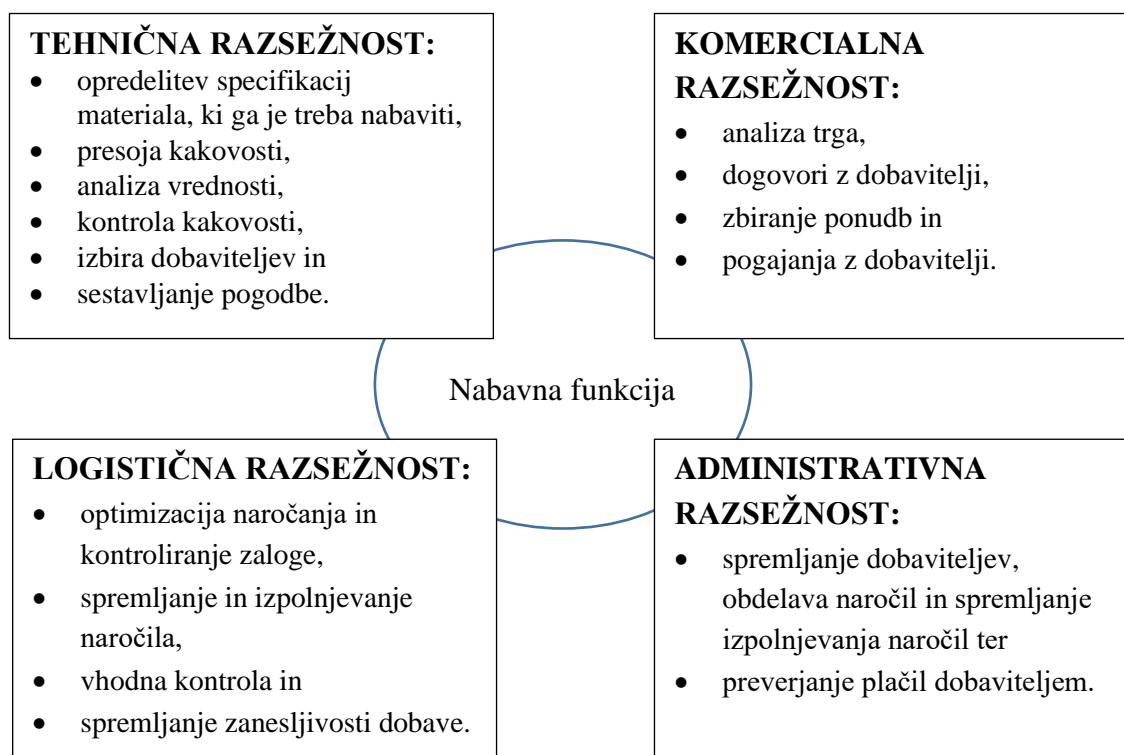 TEHNIČNA RAZSEŽNOST:
• opredelitev specifikacij
materiala, ki ga je treba nabaviti,
• presoja kakovosti,
• analiza vrednosti,
• kontrola kakovosti,
• izbira dobaviteljev in
• sestavljanje pogodbe.
KOMERCIALNA
RAZSEŽNOST:
• analiza trga,
• dogovori z dobavitelji,
• zbiranje ponudb in
• pogajanja z dobavitelji.
Nabavna funkcija
LOGISTIČNA RAZSEŽNOST:
• optimizacija naročanja in
kontroliranje zaloge,
• spremljanje in izpolnjevanje
naročila,
• vhodna kontrola in
• spremljanje zanesljivosti dobave.
ADMINISTRATIVNA
RAZSEŽNOST:
• spremljanje dobaviteljev,
obdelava naročil in spremljanje
izpolnjevanja naročil ter
• preverjanje plačil dobaviteljem.